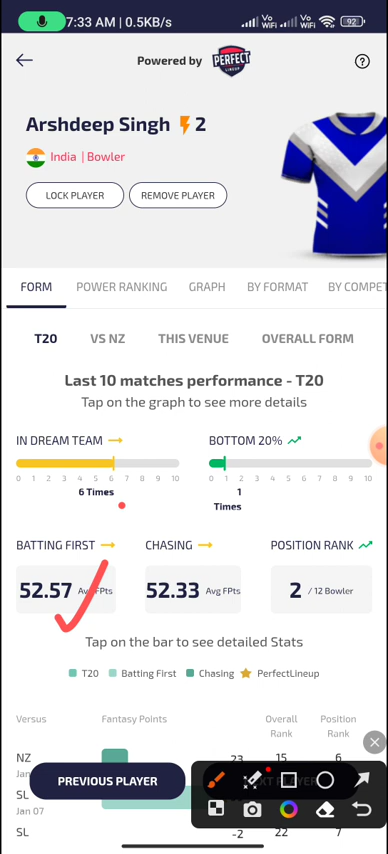 7:33 AM | 0.5KB/s
Vo
WiFi
Vo
WiFi
92
Powered by
PERFECT
LINEUP
?
Arshdeep Singh 2
India | Bowler
LOCK PLAYER
REMOVE PLAYER
FORM
POWER RANKING
GRAPH
BY FORMAT
BY COMPET
T20
VS NZ
THIS VENUE
OVERALL FORM
Last 10 matches performance - T20
Tap on the graph to see more details
IN DREAM TEAM
BOTTOM 20%
0 1 2 3 4 5 6 7 8 9 10
0 1 2 3 4 5 6 7 8 9 10
6 Times
1
Times
BATTING FIRST
CHASING
POSITION RANK
52.57 Avg FPts
52.33 Avg FPts
2 / 12 Bowler
Tap on the bar to see detailed Stats
T20
Batting First
Chasing
PerfectLineup
Versus
Fantasy Points
Overall
Rank
Position
Rank
NZ
23
15
6
Jan
PREVIOUS PLAYER
SL
Jan 07
SL
-2
22
7